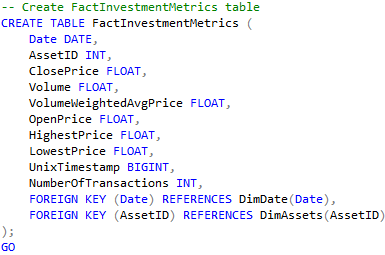 -- Create FactInvestmentMetrics table
CREATE TABLE FactInvestmentMetrics (
    Date DATE,
    AssetID INT,
    ClosePrice FLOAT,
    Volume FLOAT,
    VolumeWeightedAvgPrice FLOAT,
    OpenPrice FLOAT,
    HighestPrice FLOAT,
    LowestPrice FLOAT,
    UnixTimestamp BIGINT,
    NumberOfTransactions INT,
    FOREIGN KEY (Date) REFERENCES DimDate(Date),
    FOREIGN KEY (AssetID) REFERENCES DimAssets(AssetID)
);
GO